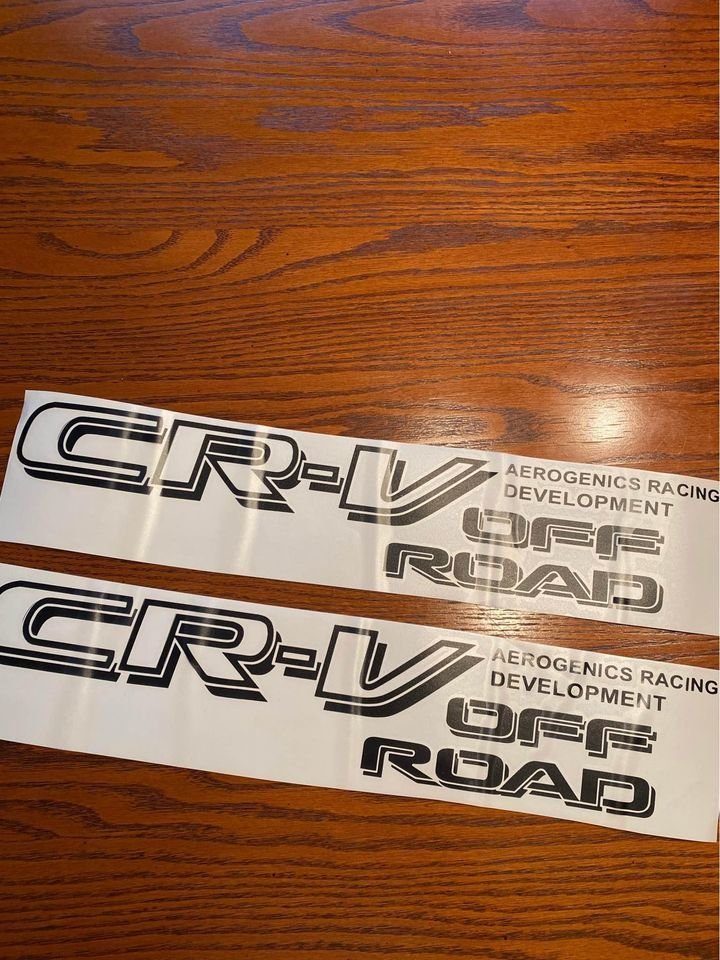 CR-V AEROGENICS RACING
DEVELOPMENT
OFF
ROAD
CR-V AEROGENICS RACING
DEVELOPMENT
OFF
ROAD